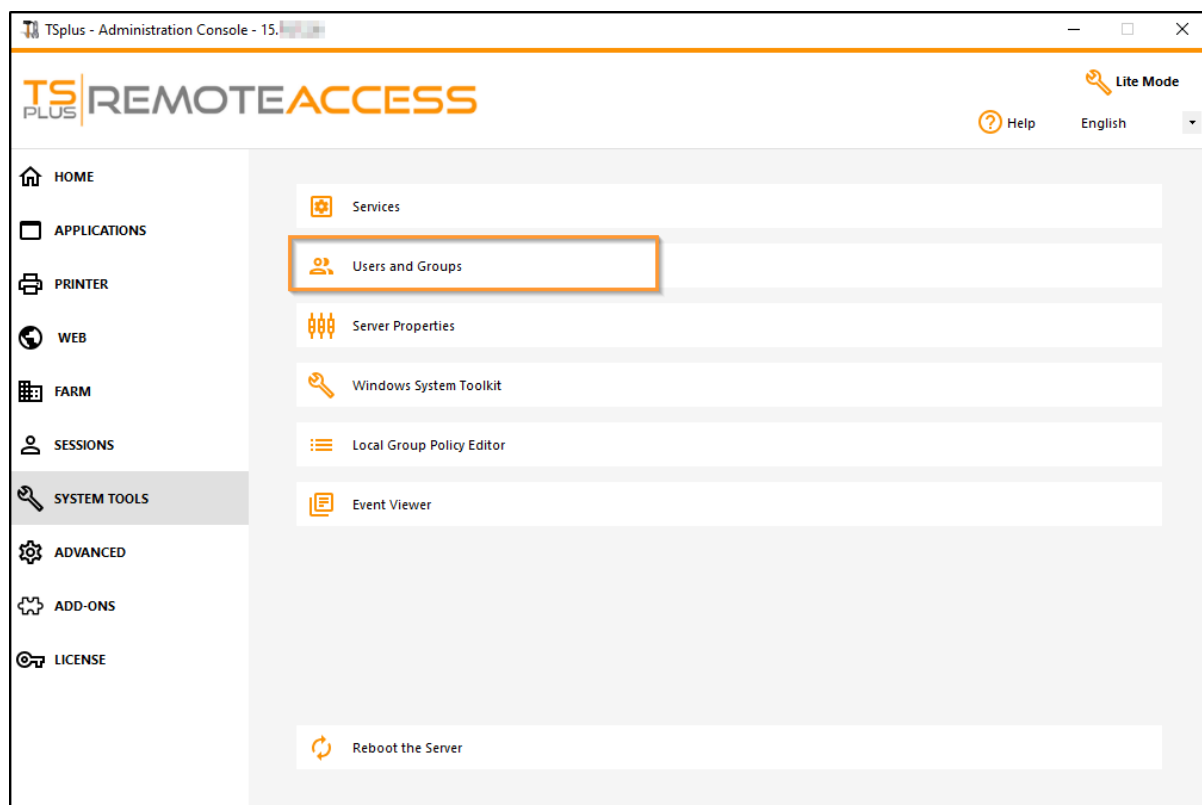 TSplus - Administration Console - 15.
TS PLUS REMOTEACCESS
Lite Mode
Help
English
HOME
APPLICATIONS
PRINTER
WEB
FARM
SESSIONS
SYSTEM TOOLS
ADVANCED
ADD-ONS
LICENSE
Services
Users and Groups
Server Properties
Windows System Toolkit
Local Group Policy Editor
Event Viewer
Reboot the Server